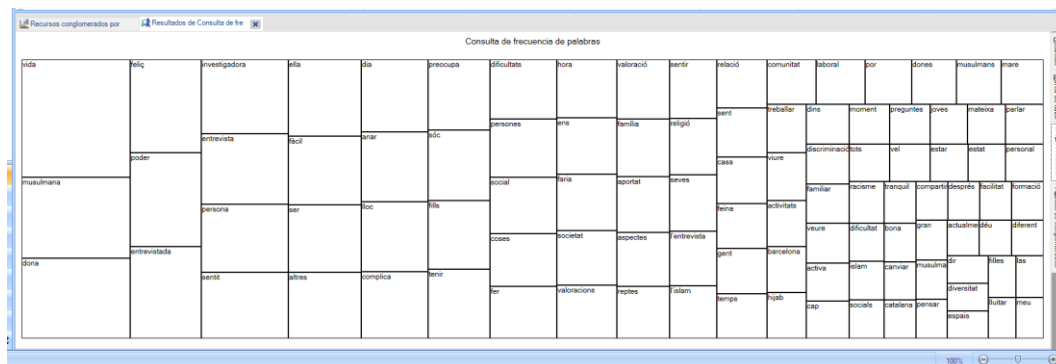 Recursos conglomerados por
Resultados de Consulta de fre
Consulta de frecuencia de palabras
vida
musulmana
dona
feliç
poder
entrevistada
investigadora
entrevista
persona
sentit
ella
fàcil
ser
altres
dia
anar
lloc
complica
preocupa
sóc
fills
tenir
dificultats
persones
social
coses
fer
hora
ens
faria
societat
valoracions
valoració
família
aportat
aspectes
reptes
sentir
religió
seves
l'entrevista
l'islam
relació
sent
casa
feina
gent
temps
comunitat
laboral
por
dones
musulmans
mare
treballar
viure
activitats
barcelona
hijab
dins
moment
preguntes
joves
mateixa
parlar
discriminació
tots
vel
estar
estat
personal
familiar
veure
activa
cap
racisme
tranquil
compartir
després
facilitat
formació
dificultat
bona
gran
actualme
déu
diferent
islam
canviar
musulma
dir
filles
las
diversitat
socials
catalana
pensar
espais
lluitar
meu
100%